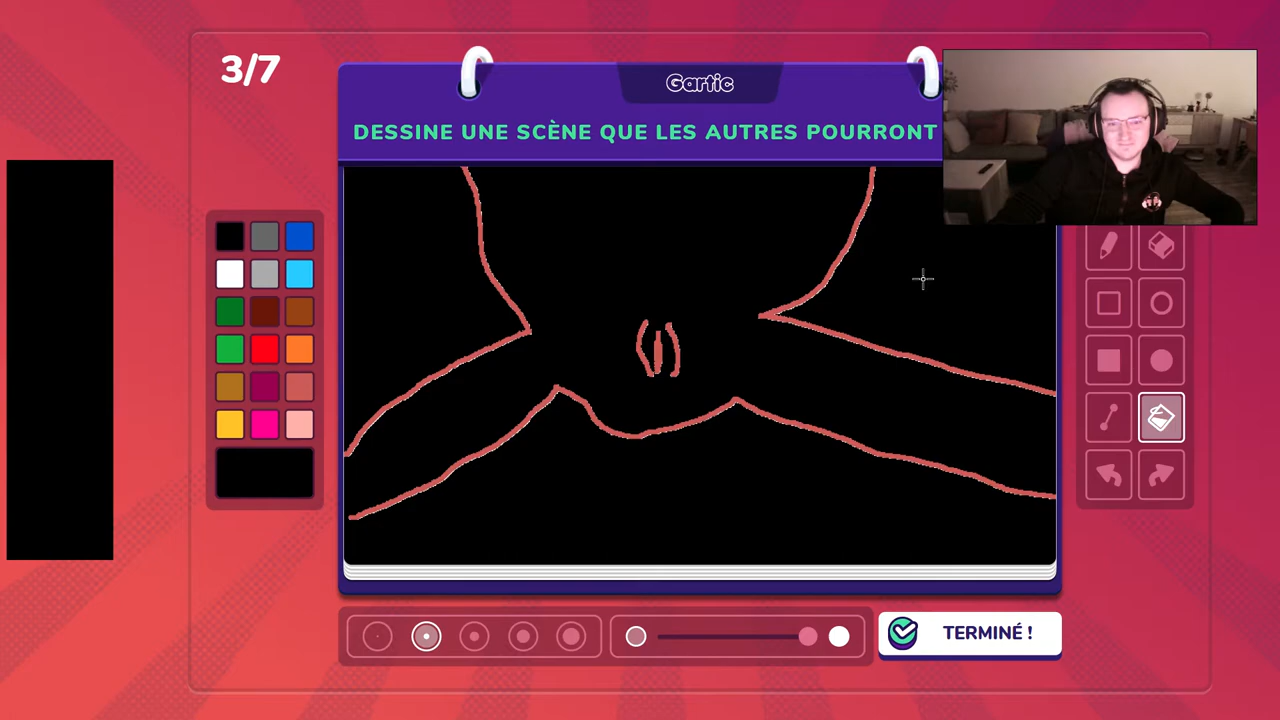 3/7
Gartic
DESSINE UNE SCÈNE QUE LES AUTRES POURRONT
TERMINÉ !